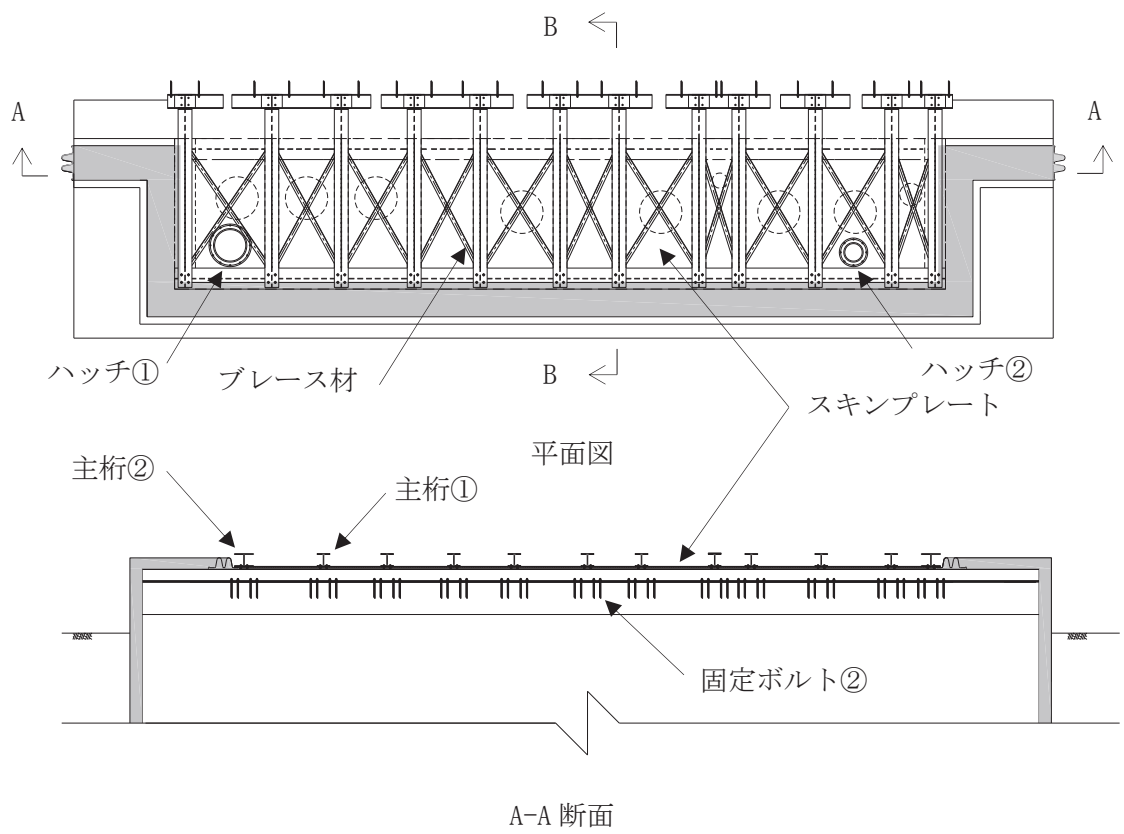 B
A
A
ハッチ①
ブレース材
B
ハッチ②
スキンプレート
平面図
主桁②
主桁①
固定ボルト②
A-A 断面